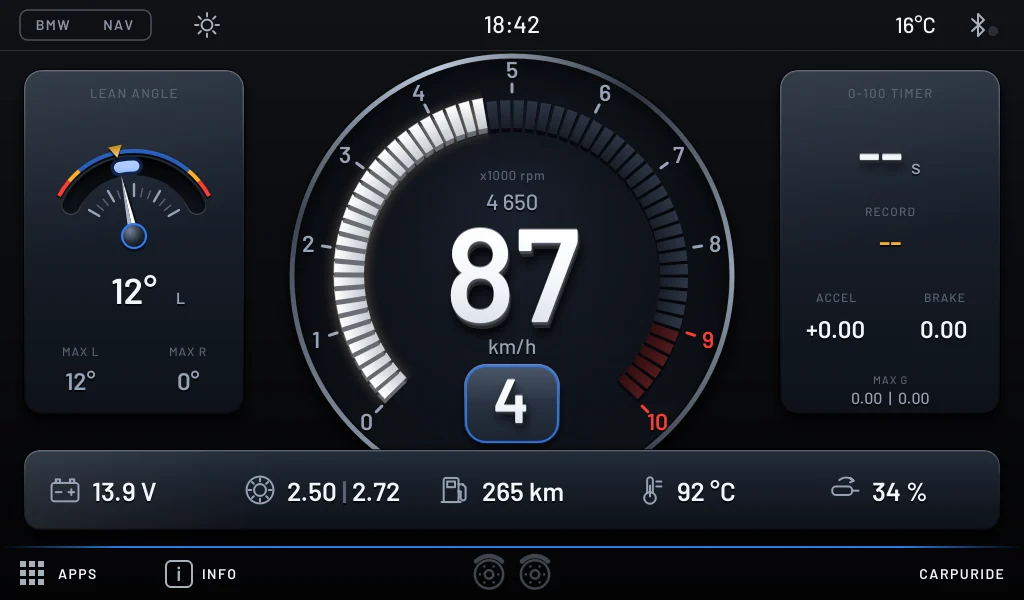 BMW NAV
18:42
16°C
LEAN ANGLE
12° L
MAX L MAX R
12° 0°
0 1 2 3 4 5 6 7 8 9 10
x1000 rpm
4 650
87
km/h
4
0-100 TIMER
-- S
RECORD
--
ACCEL BRAKE
+0.00 0.00
MAX G
0.00 | 0.00
13.9 V
2.50 | 2.72
265 km
92 °C
34 %
APPS
i INFO
CARPURIDE